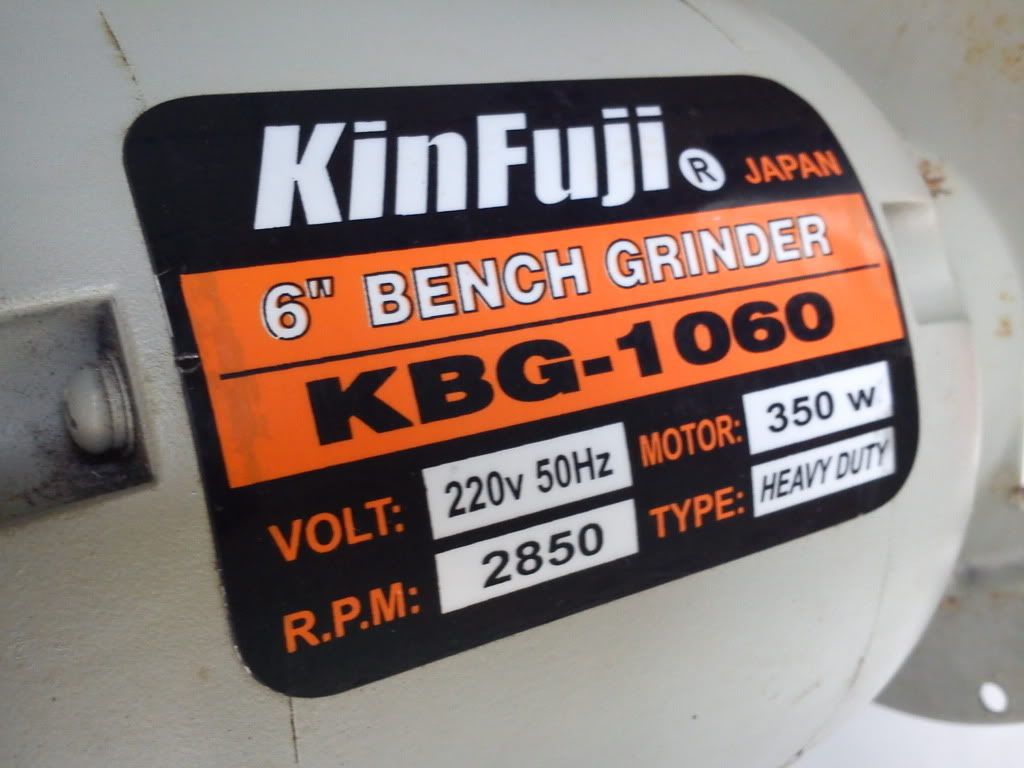 KinFuji ® JAPAN
6" BENCH GRINDER
KBG-1060
VOLT: 220v 50Hz MOTOR: 350 w
R.P.M: 2850 TYPE: HEAVY DUTY